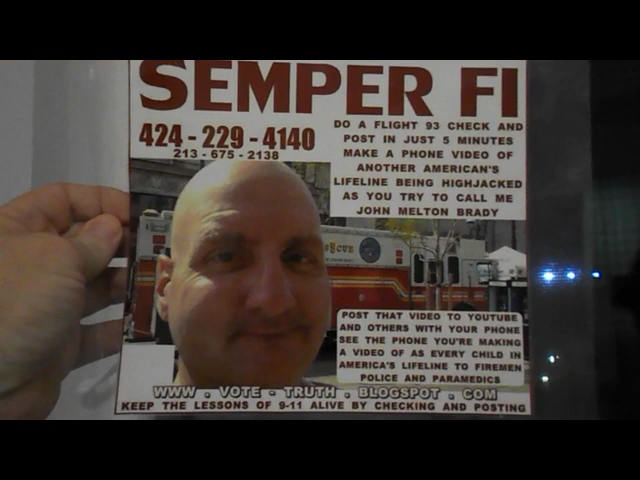 SEMPER FI
424 - 229 - 4140
213 - 675 - 2138
DO A FLIGHT 93 CHECK AND
POST IN JUST 5 MINUTES
MAKE A PHONE VIDEO OF
ANOTHER AMERICAN'S
LIFELINE BEING HIGHJACKED
AS YOU TRY TO CALL ME
JOHN MELTON BRADY
POST THAT VIDEO TO YOUTUBE
AND OTHERS WITH YOUR PHONE
SEE THE PHONE YOU'RE MAKING
A VIDEO OF AS EVERY CHILD IN
AMERICA'S LIFELINE TO FIREMEN
POLICE AND PARAMEDICS
WWW . VOTE - TRUTH . BLOGSPOT . COM
KEEP THE LESSONS OF 9-11 ALIVE BY CHECKING AND POSTING